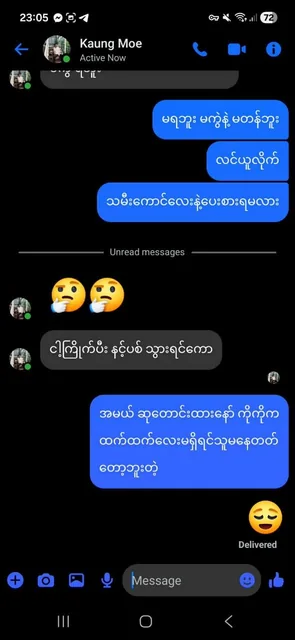 23:05
72
Kaung Moe
Active Now
မရဘူး မကွဲနဲ့ မတန်ဘူး
လင်ယူလိုက်
သမီးကောင်လေးနဲ့ပေးစားရမလား
Unread messages
🤔🤔
ငါ့ကြိုက်ပီး နင့်ပစ် သွားရင်ကော
အမယ် ဆုတောင်းထားနော် ကိုကိုက
ထက်ထက်လေးမရှိရင်သူမနေတတ်
တော့ဘူးတဲ့
😌
Delivered
Message